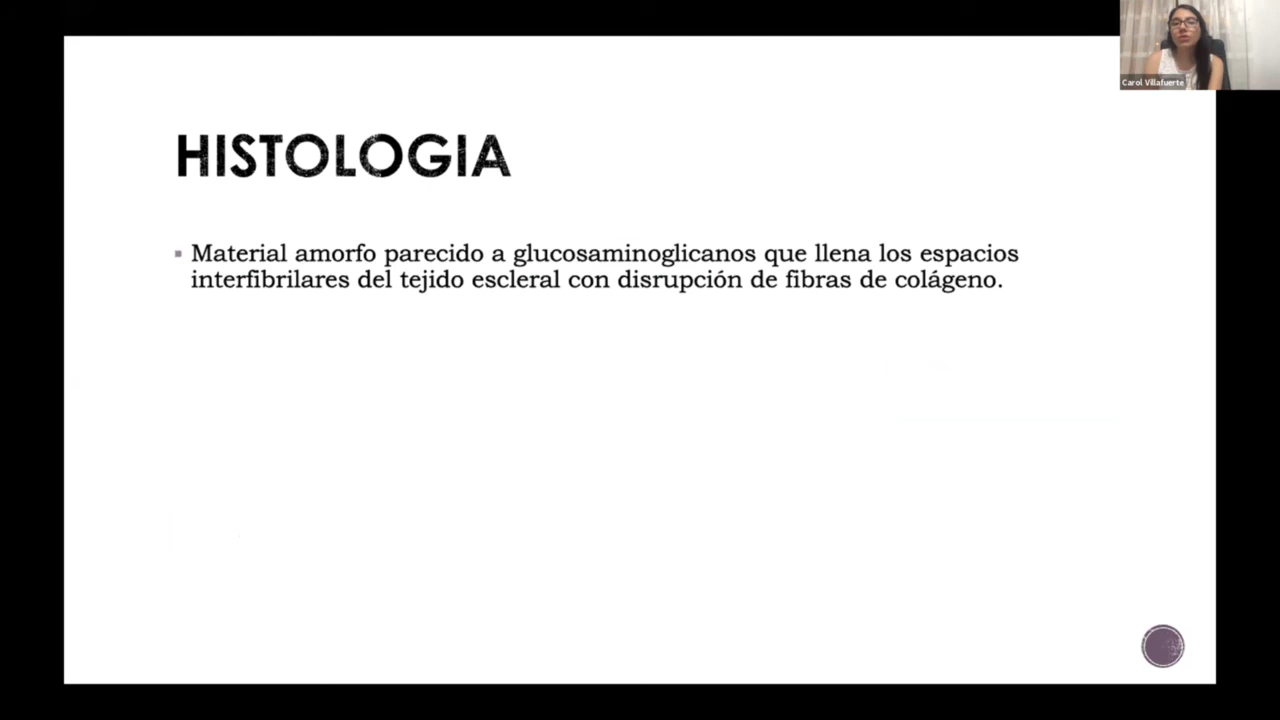 Carol Villafuerte
HISTOLOGIA
Material amorfo parecido a glucosaminoglicanos que llena los espacios
interfibrilares del tejido escleral con disrupción de fibras de colágeno.